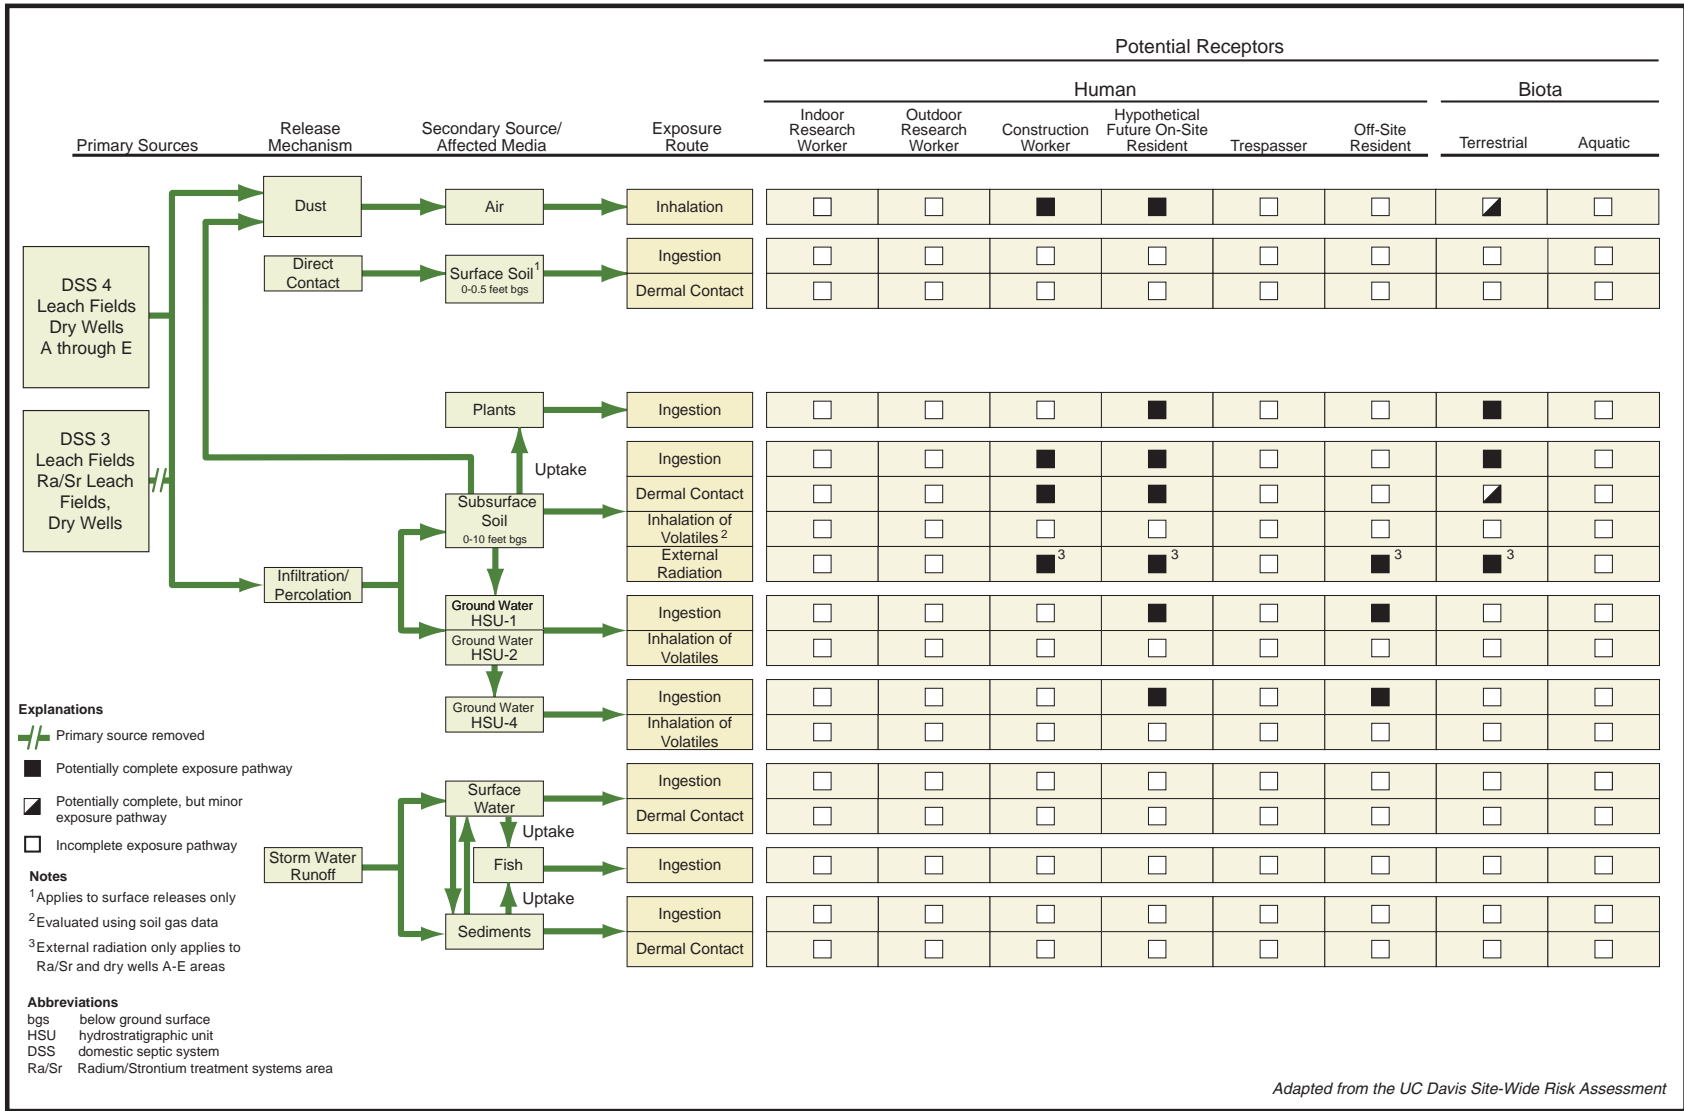 Potential Receptors
Human
Biota
Primary Sources
Release
Mechanism
Secondary Source/
Affected Media
Exposure
Route
Indoor
Research
Worker
Outdoor
Research
Worker
Construction
Worker
Hypothetical
Future On-Site
Resident
Trespasser
Off-Site
Resident
Terrestrial
Aquatic
Dust
Air
Inhalation
DSS 4
Leach Fields
Dry Wells
A through E
Direct
Contact
Surface Soil1
0-0.5 feet bgs
Ingestion
Dermal Contact
Plants
Ingestion
DSS 3
Leach Fields
Ra/Sr Leach
Fields,
Dry Wells
Uptake
Subsurface
Soil
0-10 feet bgs
Ingestion
Dermal Contact
Inhalation of
Volatiles2
External
Radiation
3
3
3
3
Infiltration/
Percolation
Ground Water
HSU-1
Ground Water
HSU-2
Ingestion
Inhalation of
Volatiles
Ground Water
HSU-4
Ingestion
Inhalation of
Volatiles
Surface
Water
Ingestion
Dermal Contact
Uptake
Storm Water
Runoff
Fish
Ingestion
Uptake
Sediments
Ingestion
Dermal Contact
Explanations
Primary source removed
Potentially complete exposure pathway
Potentially complete, but minor
exposure pathway
Incomplete exposure pathway
Notes
1Applies to surface releases only
2Evaluated using soil gas data
3External radiation only applies to
Ra/Sr and dry wells A-E areas
Abbreviations
bgs below ground surface
HSU hydrostratigraphic unit
DSS domestic septic system
Ra/Sr Radium/Strontium treatment systems area
Adapted from the UC Davis Site-Wide Risk Assessment